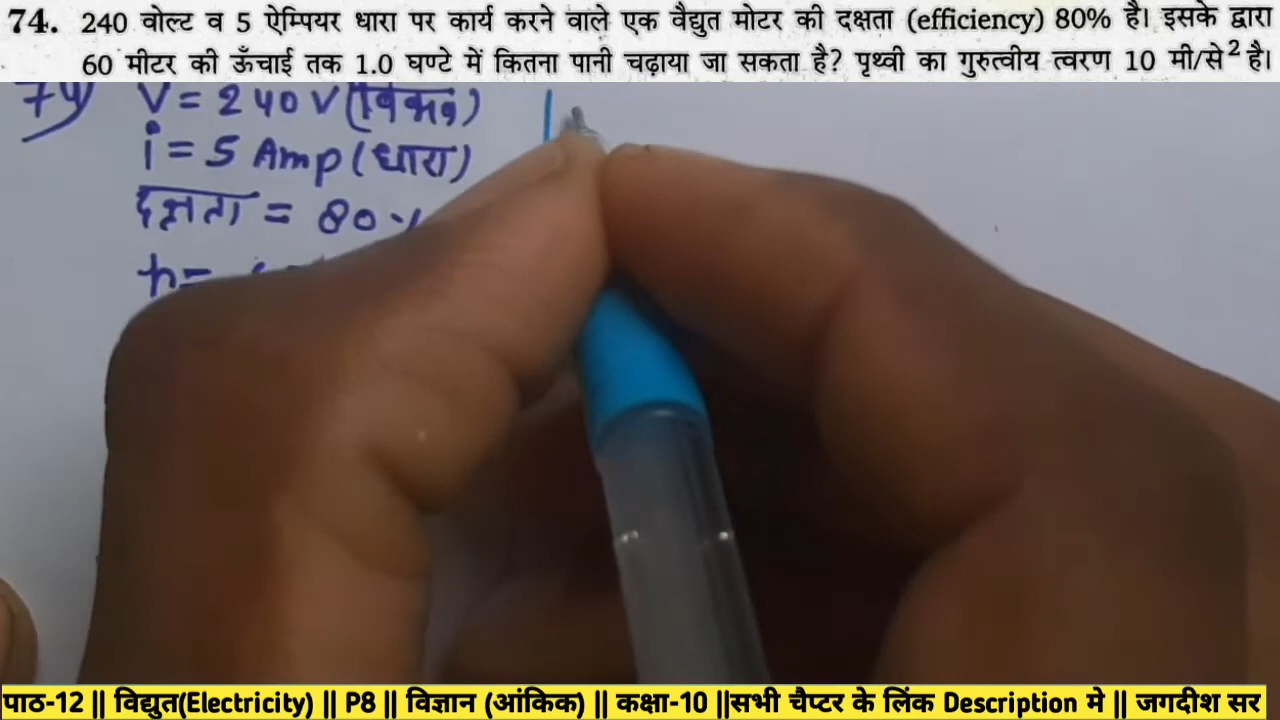 74. 240 वोल्ट व 5 ऐम्पियर धारा पर कार्य करने वाले एक वैद्युत मोटर की दक्षता (efficiency) 80% है। इसके द्वारा
60 मीटर की ऊँचाई तक 1.0 घण्टे में कितना पानी चढ़ाया जा सकता है? पृथ्वी का गुरुत्वीय त्वरण 10 मी/से² है।
74) V = 240 V (विभव)
i = 5 Amp (धारा)
दक्षता = 80 %
h =
पाठ-12 || विद्युत(Electricity) || P8 || विज्ञान (आंकिक) || कक्षा-10 ||सभी चैप्टर के लिंक Description मे || जगदीश सर